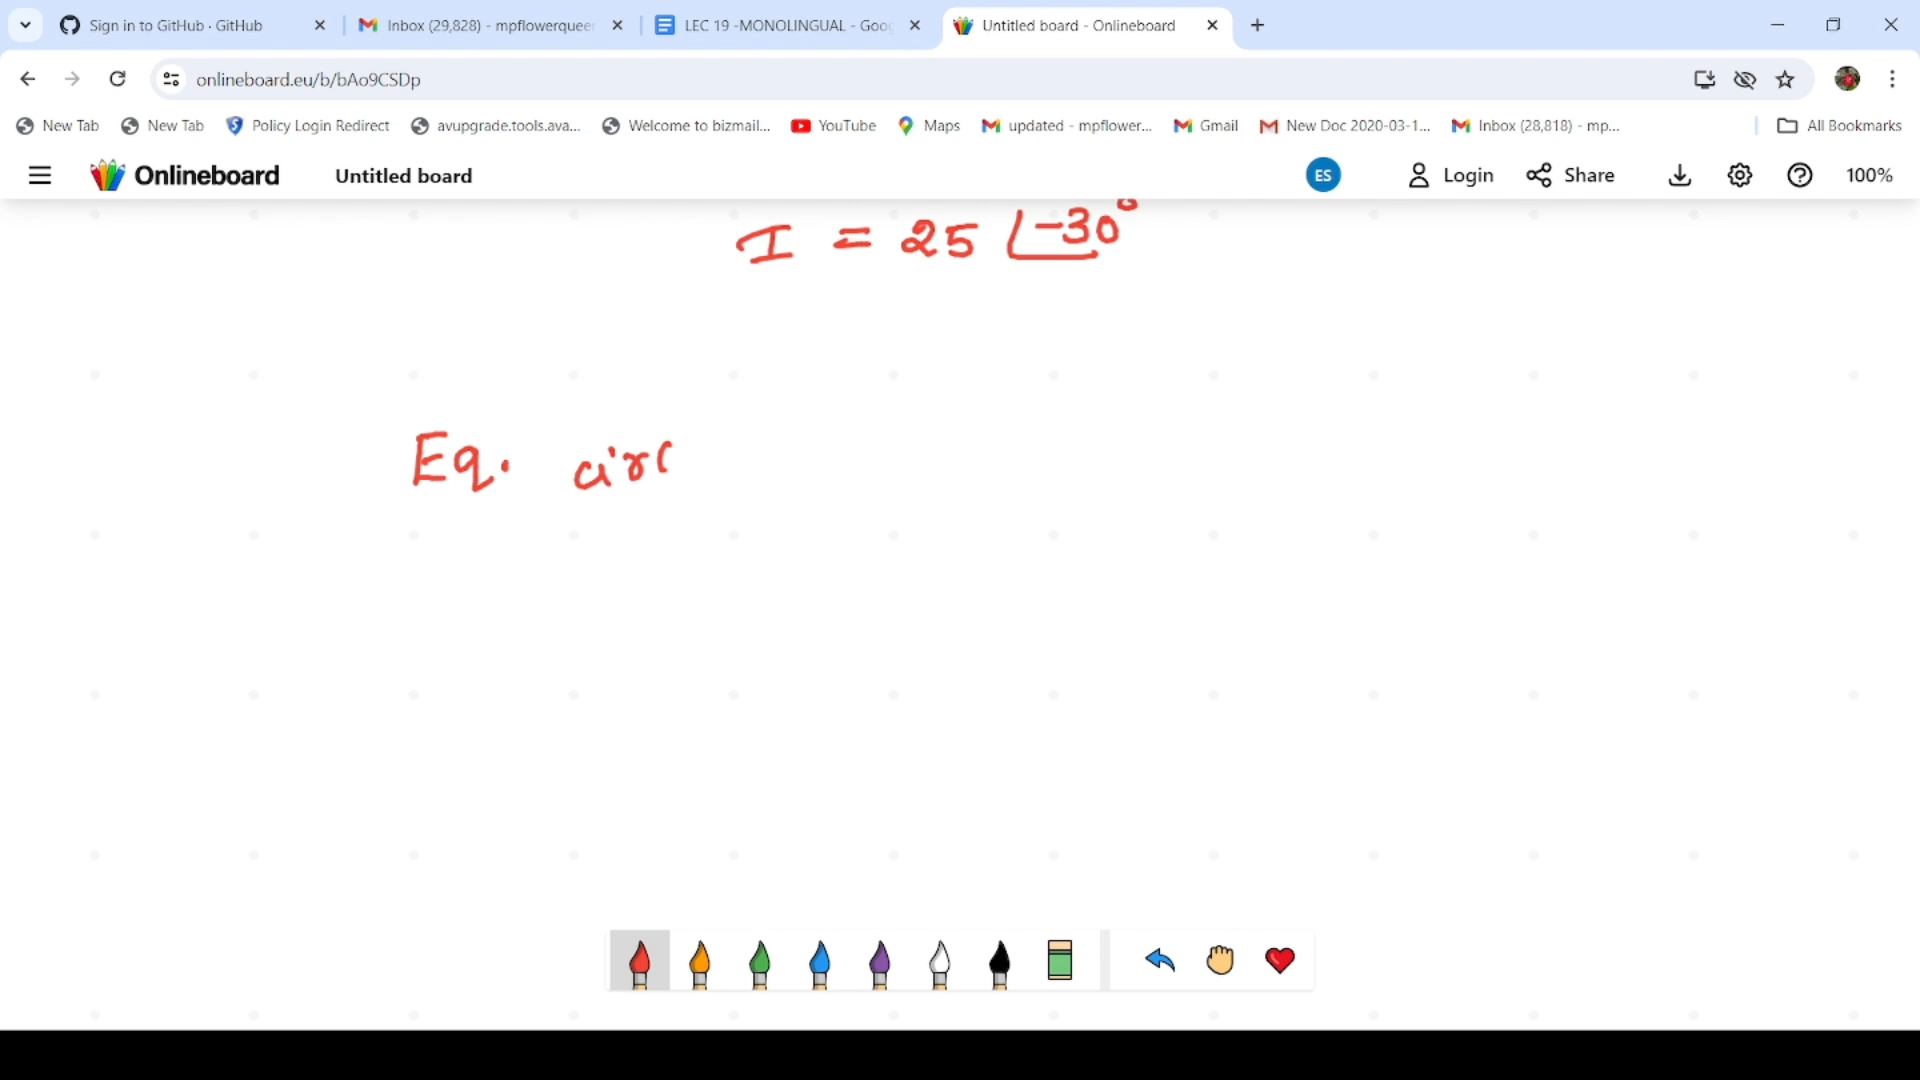 Sign in to GitHub · GitHub
Inbox (29,828) - mpflowerqueen
LEC 19 -MONOLINGUAL - Goog
Untitled board - Onlineboard
onlineboard.eu/b/bAo9CSDp
New Tab
New Tab
Policy Login Redirect
avupgrade.tools.ava...
Welcome to bizmail...
YouTube
Maps
updated - mpflower...
Gmail
New Doc 2020-03-1...
Inbox (28,818) - mp...
All Bookmarks
Onlineboard
Untitled board
ES
Login
Share
100%
I = 25 ∠-30°
Eq. circ